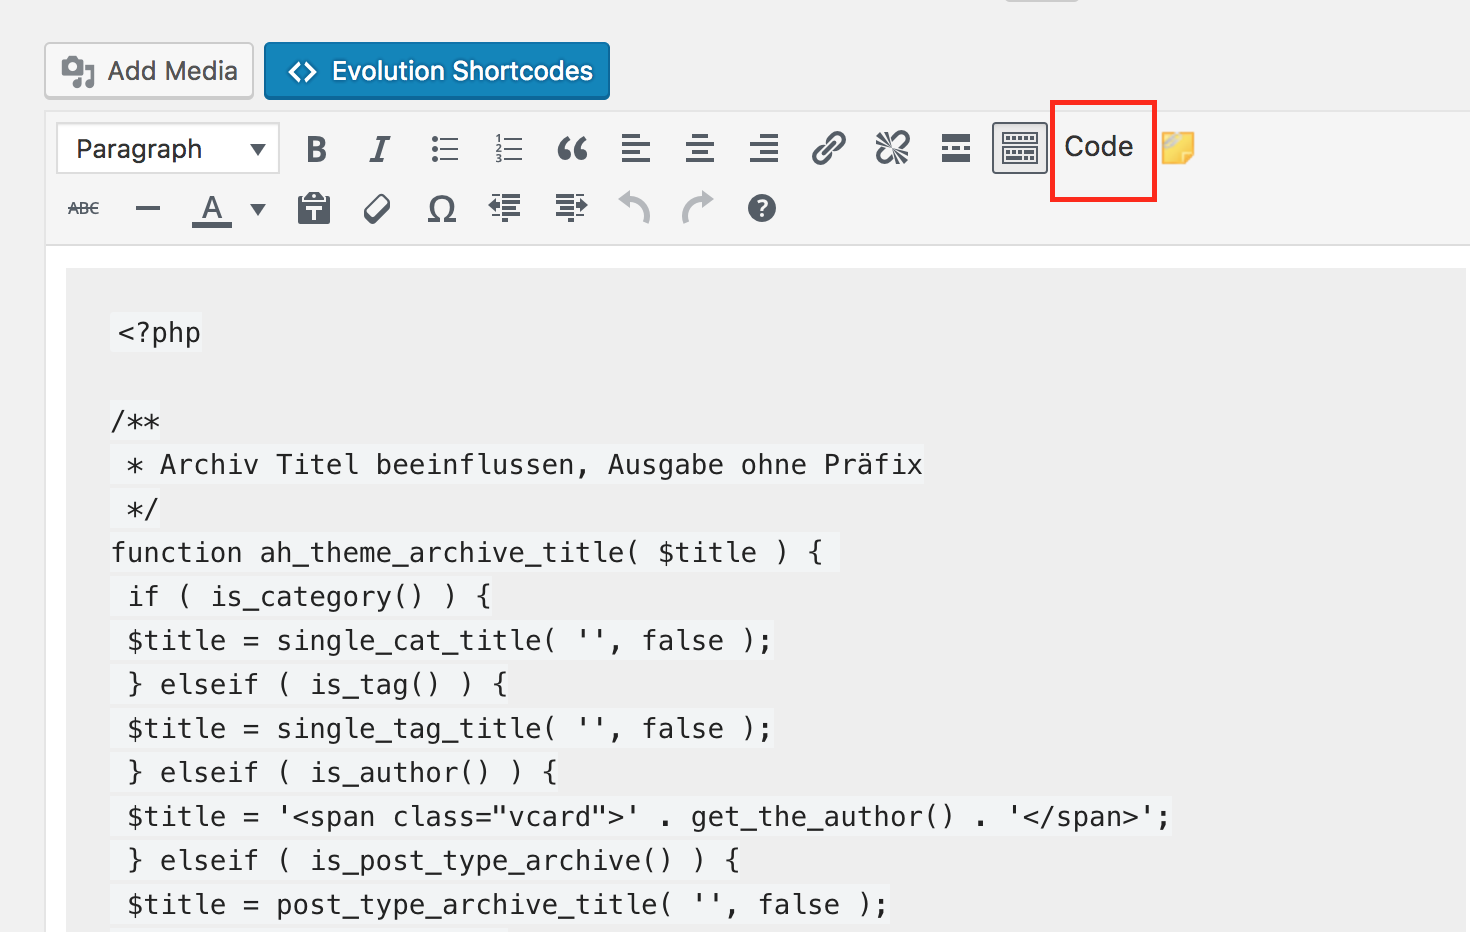 Add Media <> Evolution Shortcodes
Paragraph B I Code
ABC A T Ω ?
<?php
/**
 * Archiv Titel beeinflussen, Ausgabe ohne Präfix
 */
function ah_theme_archive_title( $title ) {
 if ( is_category() ) {
 $title = single_cat_title( '', false );
 } elseif ( is_tag() ) {
 $title = single_tag_title( '', false );
 } elseif ( is_author() ) {
 $title = '<span class="vcard">' . get_the_author() . '</span>';
 } elseif ( is_post_type_archive() ) {
 $title = post_type_archive_title( '', false );